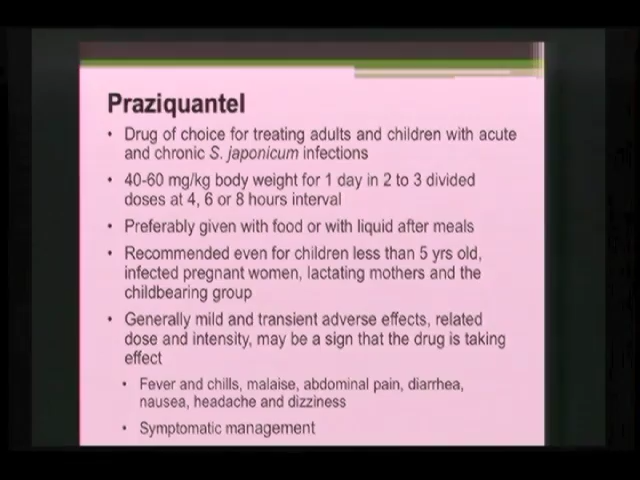 Praziquantel
• Drug of choice for treating adults and children with acute
and chronic S. japonicum infections
• 40-60 mg/kg body weight for 1 day in 2 to 3 divided
doses at 4, 6 or 8 hours interval
• Preferably given with food or with liquid after meals
• Recommended even for children less than 5 yrs old,
infected pregnant women, lactating mothers and the
childbearing group
• Generally mild and transient adverse effects, related
dose and intensity, may be a sign that the drug is taking
effect
• Fever and chills, malaise, abdominal pain, diarrhea,
nausea, headache and dizziness
• Symptomatic management